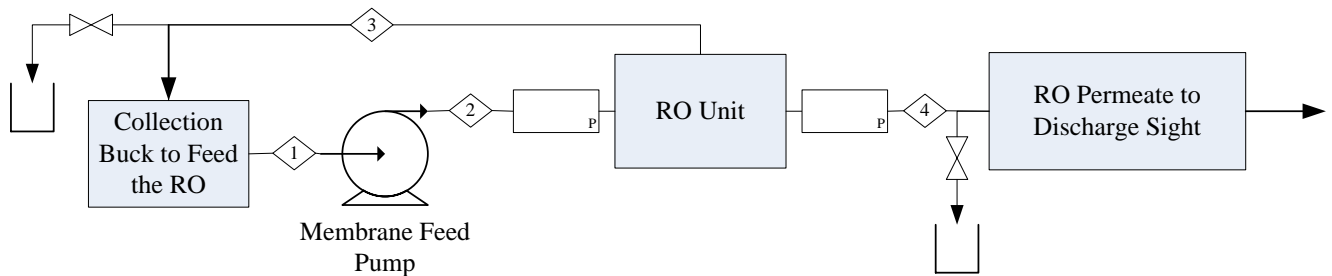 3
Collection
Buck to Feed
the RO
1
2
P
RO Unit
P
4
RO Permeate to
Discharge Sight
Membrane Feed
Pump